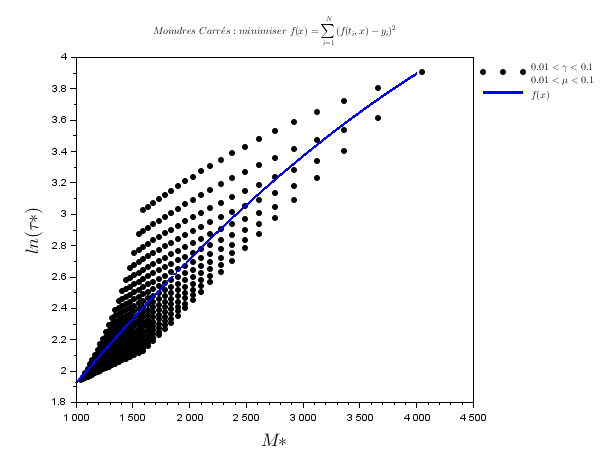 Moindres Carrés : minimiser f(x) = ∑_{i=1}^{N} (f(t_i, x) − y_i)^2
0.01 < γ < 0.1
0.01 < μ < 0.1
f(x)
4
3.8
3.6
3.4
3.2
3
2.8
2.6
2.4
2.2
2
1.8
ln(τ*)
1 000 1 500 2 000 2 500 3 000 3 500 4 000 4 500
M*